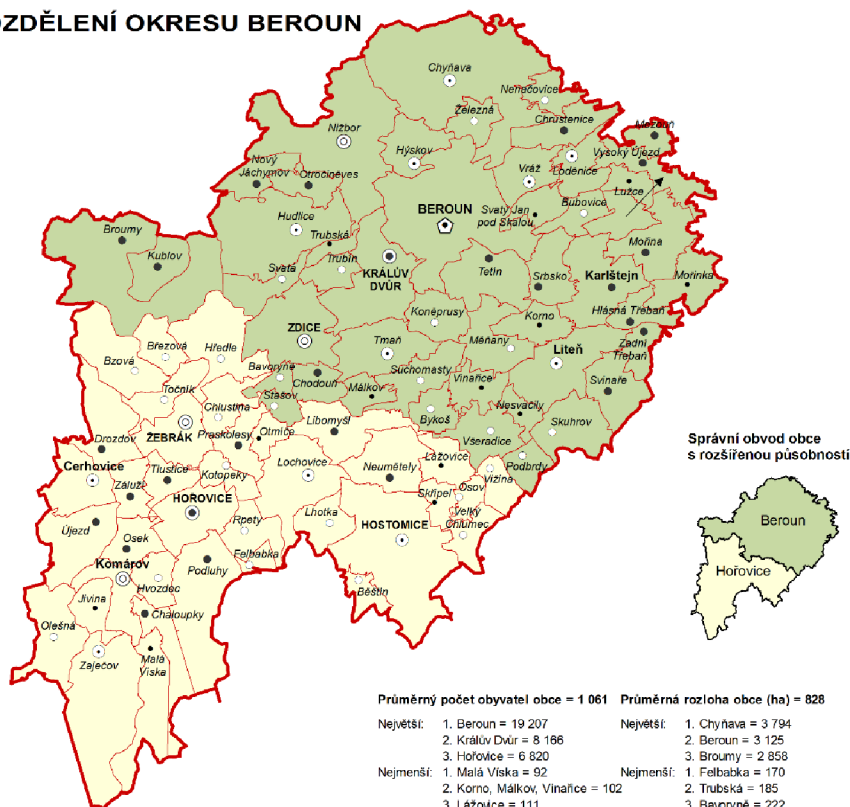 OZDĚLENÍ OKRESU BEROUN
Chyňava
Nenačovice
Železná
Chrustenice
Mezouň
Nižbor
Hýskov
Vysoký Újezd
Nový
Jáchymov
Otročiněves
Vráž
Loděnice
Lužce
Bubovice
BEROUN
Svatý Jan
pod Skalou
Hudlice
Trubská
Broumy
Kublov
Svatá
Trubín
KRÁLŮV
DVŮR
Tetín
Srbsko
Karlštejn
Mořina
Mořinka
Koněprusy
Korno
Hlásná Třebaň
Zadní
Třebaň
ZDICE
Tmaň
Měňany
Liteň
Bzová
Březová
Hředle
Bavoryně
Chodouň
Suchomasty
Vinařice
Svinaře
Točník
Stašov
Málkov
Nesvačily
Chlustina
Bykoš
Skuhrov
ŽEBRÁK
Praskolesy
Otmíče
Libomyšl
Všeradice
Drozdov
Podbrdy
Cerhovice
Tlustice
Kotopeky
Lochovice
Neumětely
Lážovice
Vižina
Záluží
HOŘOVICE
Skřipel
Osov
Újezd
Rpety
Lhotka
HOSTOMICE
Velký
Chlumec
Osek
Felbabka
Komárov
Hvozdec
Podluhy
Běštín
Jivina
Chaloupky
Olešná
Zaječov
Malá
Víska
Správní obvod obce
s rozšířenou působností
Beroun
Hořovice
Průměrný počet obyvatel obce = 1 061
Největší: 1. Beroun = 19 207
2. Králův Dvůr = 8 166
3. Hořovice = 6 820
Nejmenší: 1. Malá Víska = 92
2. Korno, Málkov, Vinařice = 102
3. Lážovice = 111
Průměrná rozloha obce (ha) = 828
Největší: 1. Chyňava = 3 794
2. Beroun = 3 125
3. Broumy = 2 858
Nejmenší: 1. Felbabka = 170
2. Trubská = 185
3. Bavoryně = 222